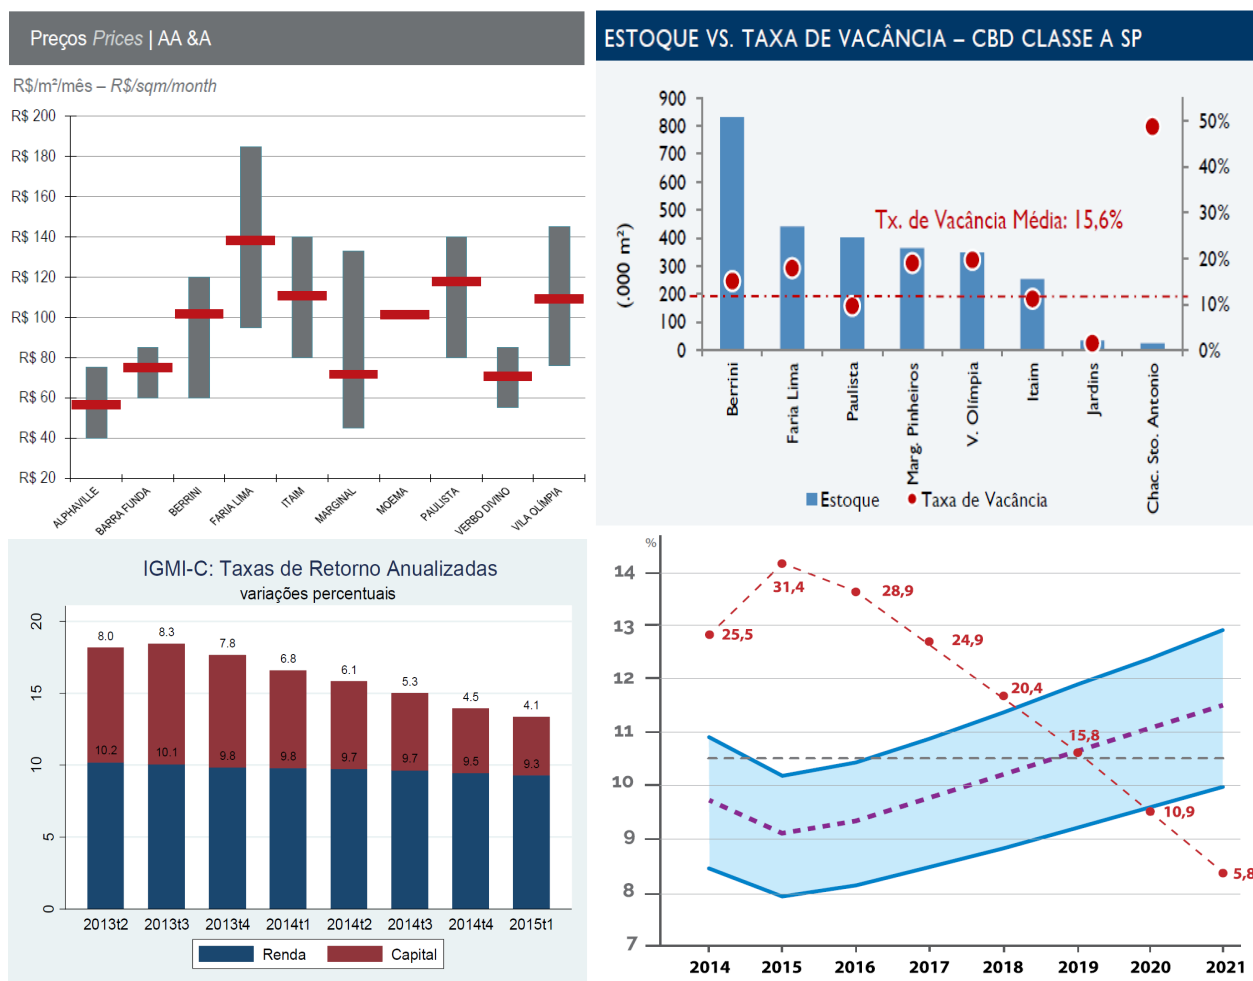 Preços Prices | AA &A
R$/m²/mês – R$/sqm/month
R$ 200
R$ 180
R$ 160
R$ 140
R$ 120
R$ 100
R$ 80
R$ 60
R$ 40
R$ 20
ALPHAVILLE
BARRA FUNDA
BERRINI
FARIA LIMA
ITAIM
MARGINAL
MOEMA
PAULISTA
VERBO DIVINO
VILA OLÍMPIA
ESTOQUE VS. TAXA DE VACÂNCIA – CBD CLASSE A SP
(.000 m²)
900
800
700
600
500
400
300
200
100
0
50%
40%
30%
20%
10%
0%
Tx. de Vacância Média: 15,6%
Berrini
Faria Lima
Paulista
Marg. Pinheiros
V. Olímpia
Itaim
Jardins
Chac. Sto. Antonio
Estoque
Taxa de Vacância
IGMI-C: Taxas de Retorno Anualizadas
variações percentuais
20
15
10
5
0
8.0
8.3
7.8
6.8
6.1
5.3
4.5
4.1
10.2
10.1
9.8
9.8
9.7
9.7
9.5
9.3
2013t2 2013t3 2013t4 2014t1 2014t2 2014t3 2014t4 2015t1
Renda Capital
%
14
13
12
11
10
9
8
7
25,5
31,4
28,9
24,9
20,4
15,8
10,9
5,8
2014 2015 2016 2017 2018 2019 2020 2021